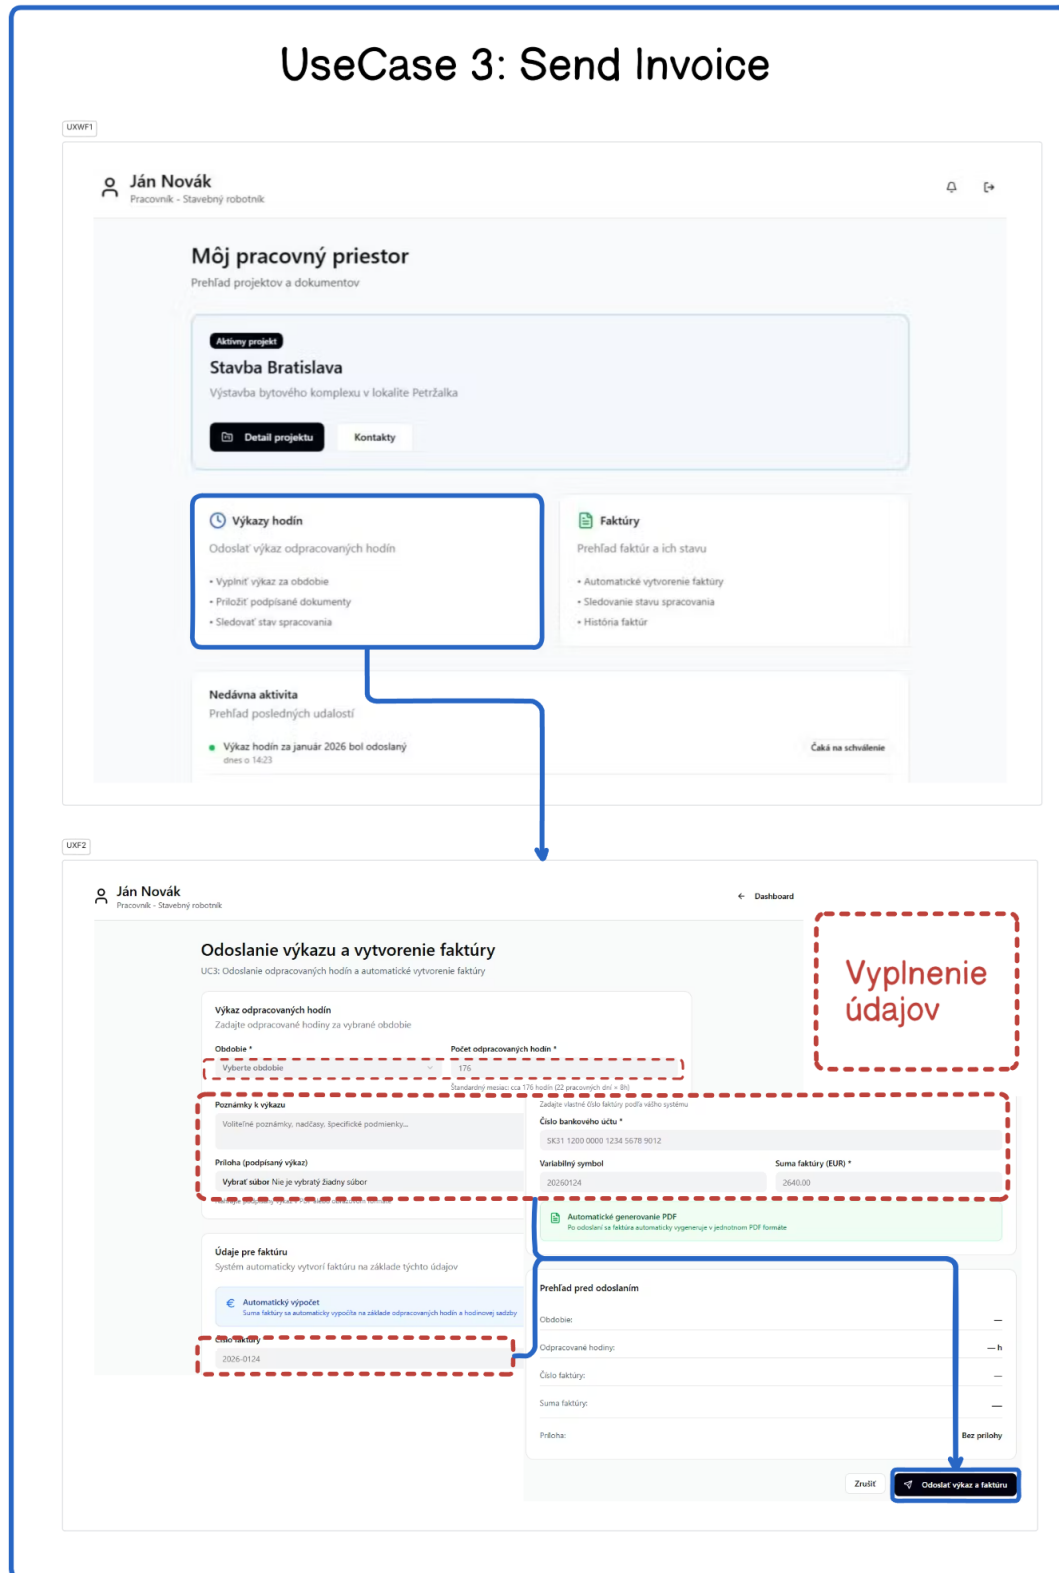 UseCase 3: Send Invoice
UXWF1
Ján Novák
Pracovník - Stavebný robotník
Môj pracovný priestor
Prehľad projektov a dokumentov
Aktívny projekt
Stavba Bratislava
Výstavba bytového komplexu v lokalite Petržalka
Detail projektu
Kontakty
Výkazy hodín
Odoslať výkaz odpracovaných hodín
• Vyplniť výkaz za obdobie
• Priložiť podpísané dokumenty
• Sledovať stav spracovania
Faktúry
Prehľad faktúr a ich stavu
• Automatické vytvorenie faktúry
• Sledovanie stavu spracovania
• História faktúr
Nedávna aktivita
Prehľad posledných udalostí
Výkaz hodín za január 2026 bol odoslaný
dnes o 14:23
Čaká na schválenie
UXF2
Ján Novák
Pracovník - Stavebný robotník
Dashboard
Vyplnenie
údajov
Odoslanie výkazu a vytvorenie faktúry
UC3: Odoslanie odpracovaných hodín a automatické vytvorenie faktúry
Výkaz odpracovaných hodín
Zadajte odpracované hodiny za vybrané obdobie
Obdobie *
Vyberte obdobie
Počet odpracovaných hodín *
176
Štandardný mesiac: cca 176 hodín (22 pracovných dní × 8h)
Poznámky k výkazu
Voliteľné poznámky, nadčasy, špecifické podmienky...
Príloha (podpísaný výkaz)
Vybrať súbor Nie je vybratý žiadny súbor
podpísaný výkaz
formáte
Zadajte vlastné číslo faktúry podľa vášho systému
Číslo bankového účtu *
SK31 1200 0000 1234 5678 9012
Variabilný symbol
20260124
Suma faktúry (EUR) *
2640.00
Automatické generovanie PDF
Po odoslaní sa faktúra automaticky vygeneruje v jednotnom PDF formáte
Údaje pre faktúru
Systém automaticky vytvorí faktúru na základe týchto údajov
Automatický výpočet
Suma faktúry sa automaticky vypočíta na základe odpracovaných hodín a hodinovej sadzby
Číslo faktúry
2026-0124
Prehľad pred odoslaním
Obdobie: —
Odpracované hodiny: — h
Číslo faktúry: —
Suma faktúry: —
Príloha: Bez prílohy
Zrušiť
Odoslať výkaz a faktúru